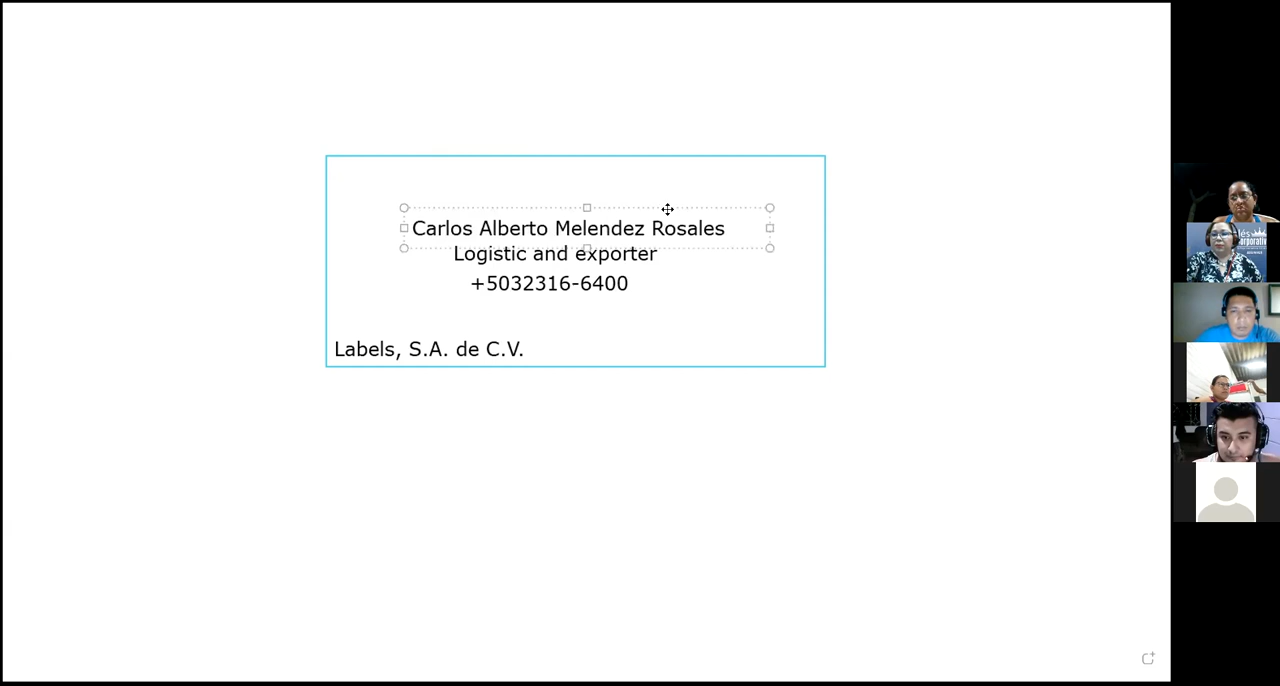 Carlos Alberto Melendez Rosales
Logistic and exporter
+5032316-6400
Labels, S.A. de C.V.